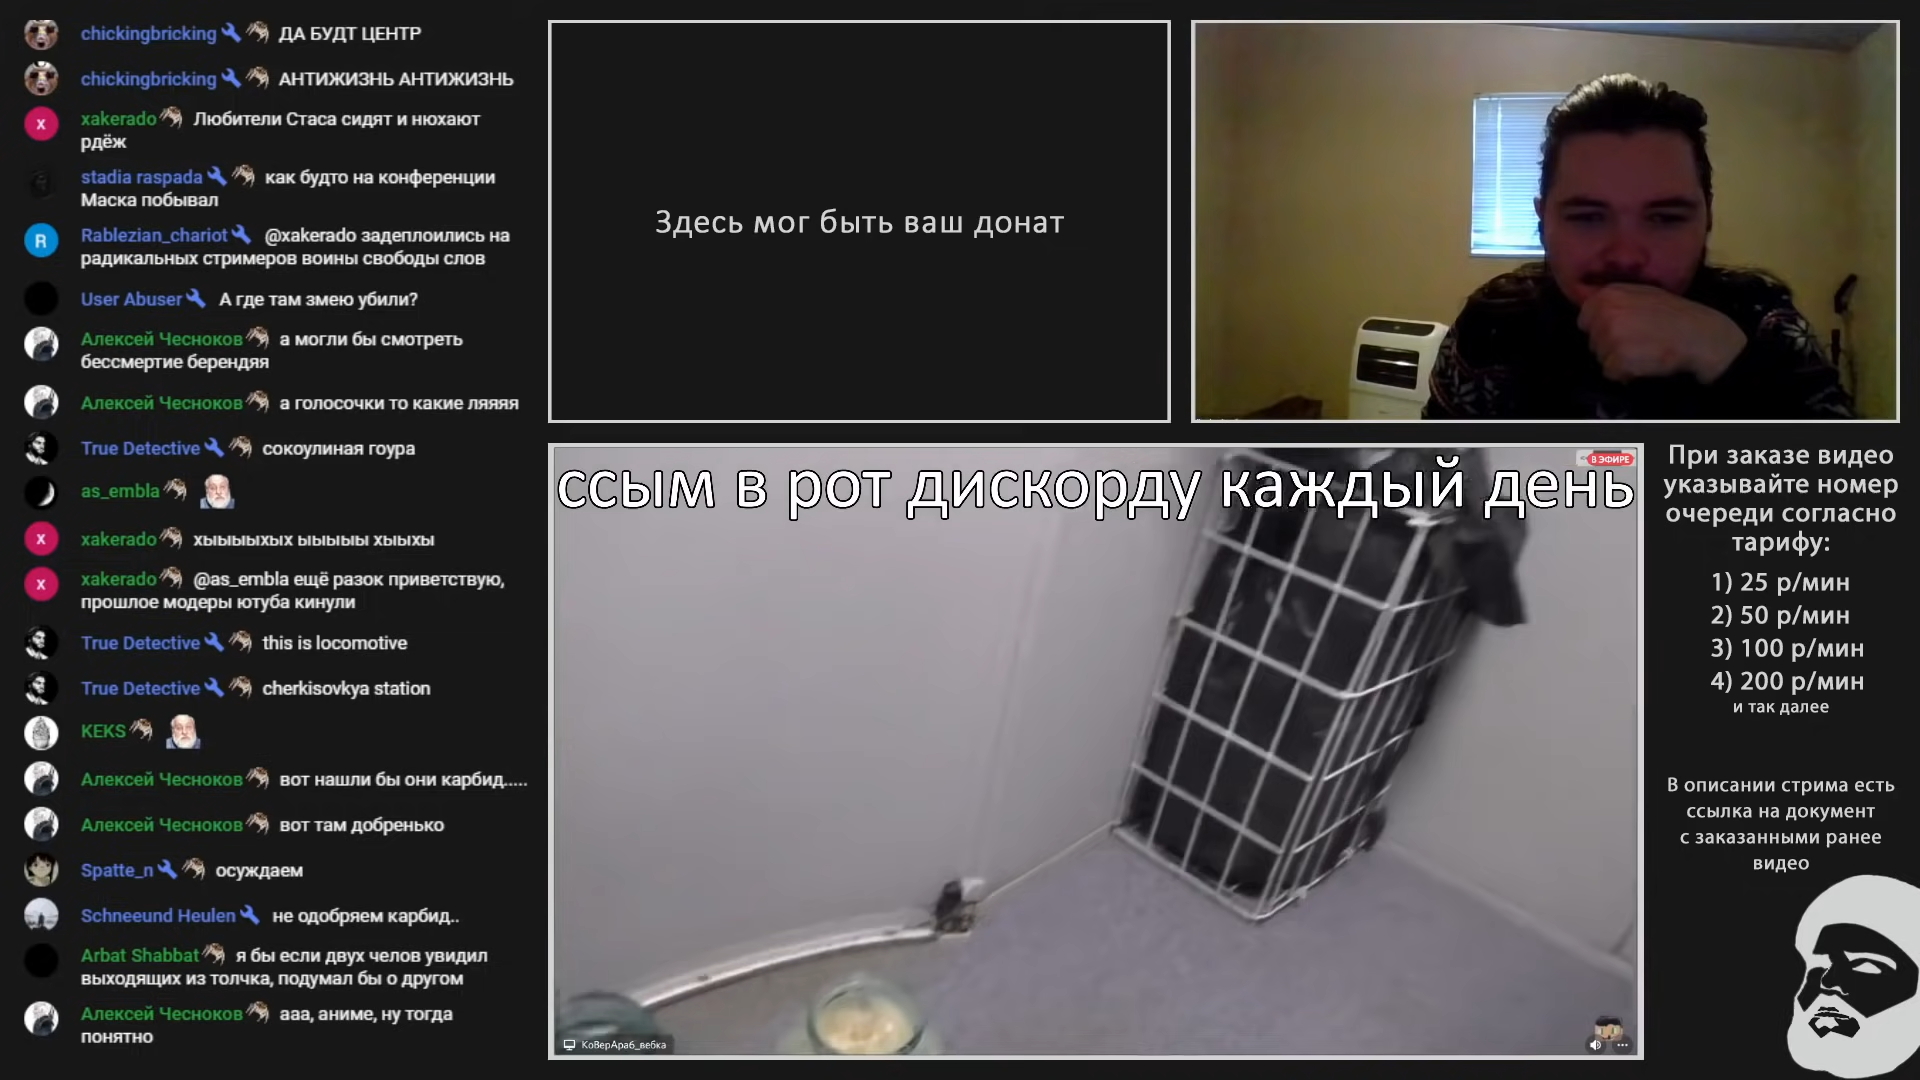 chickingbricking ДА БУДТ ЦЕНТР
chickingbricking АНТИЖИЗНЬ АНТИЖИЗНЬ
X
xakerado Любители Стаса сидят и нюхают
рдёж
stadia raspada как будто на конференции
Маска побывал
R
Rablezian_chariot @xakerado задеплоились на
радикальных стримеров воины свободы слов
User Abuser А где там змею убили?
Алексей Чесноков а могли бы смотреть
бессмертие берендяя
Алексей Чесноков а голосочки то какие ляяяя
True Detective сокоулиная гоура
as_embla
X
xakerado хыыыыхых ыыыыы хыыхы
X
xakerado @as_embla ещё разок приветствую,
прошлое модеры ютуба кинули
True Detective this is locomotive
True Detective cherkisovkya station
KEKS
Алексей Чесноков вот нашли бы они карбид.....
Алексей Чесноков вот там добренько
Spatte_n осуждаем
Schneeund Heulen не одобряем карбид..
Arbat Shabbat я бы если двух челов увидил
выходящих из толчка, подумал бы о другом
Алексей Чесноков ааа, аниме, ну тогда
понятно
Здесь мог быть ваш донат
В ЭФИРЕ
ссым в рот дискорду каждый день
КоВерАраб_вебка
При заказе видео
указывайте номер
очереди согласно
тарифу:
1) 25 р/мин
2) 50 р/мин
3) 100 р/мин
4) 200 р/мин
и так далее
В описании стрима есть
ссылка на документ
с заказанными ранее
видео